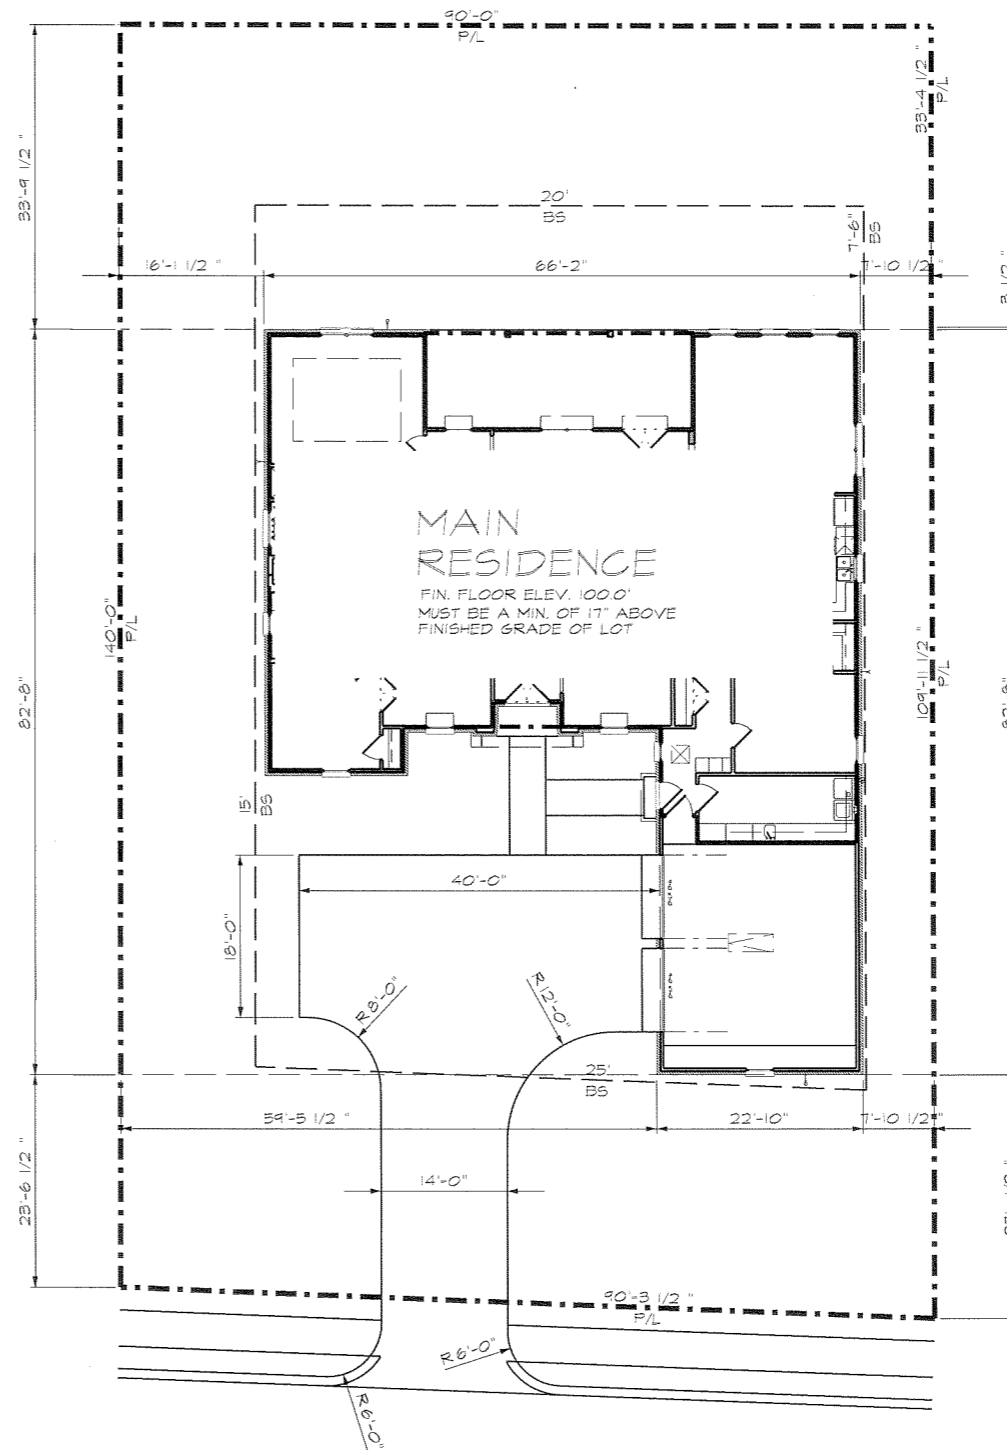 90'-0"
P/L
33'-4 1/2 "
P/L
33'-9 1/2 "
20'
BS
7'-6"
BS
16'-1 1/2 "
66'-2"
7'-10 1/2 "
MAIN
RESIDENCE
FIN. FLOOR ELEV. 100.0'
MUST BE A MIN. OF 17" ABOVE
FINISHED GRADE OF LOT
140'-0"
P/L
82'-8"
109'-11 1/2 "
P/L
15'
BS
40'-0"
18'-0"
R 8'-0"
R 12'-0"
25'
BS
59'-5 1/2 "
22'-10"
7'-10 1/2 "
23'-6 1/2 "
14'-0"
90'-3 1/2 "
P/L
R 6'-0"
R 6'-0"